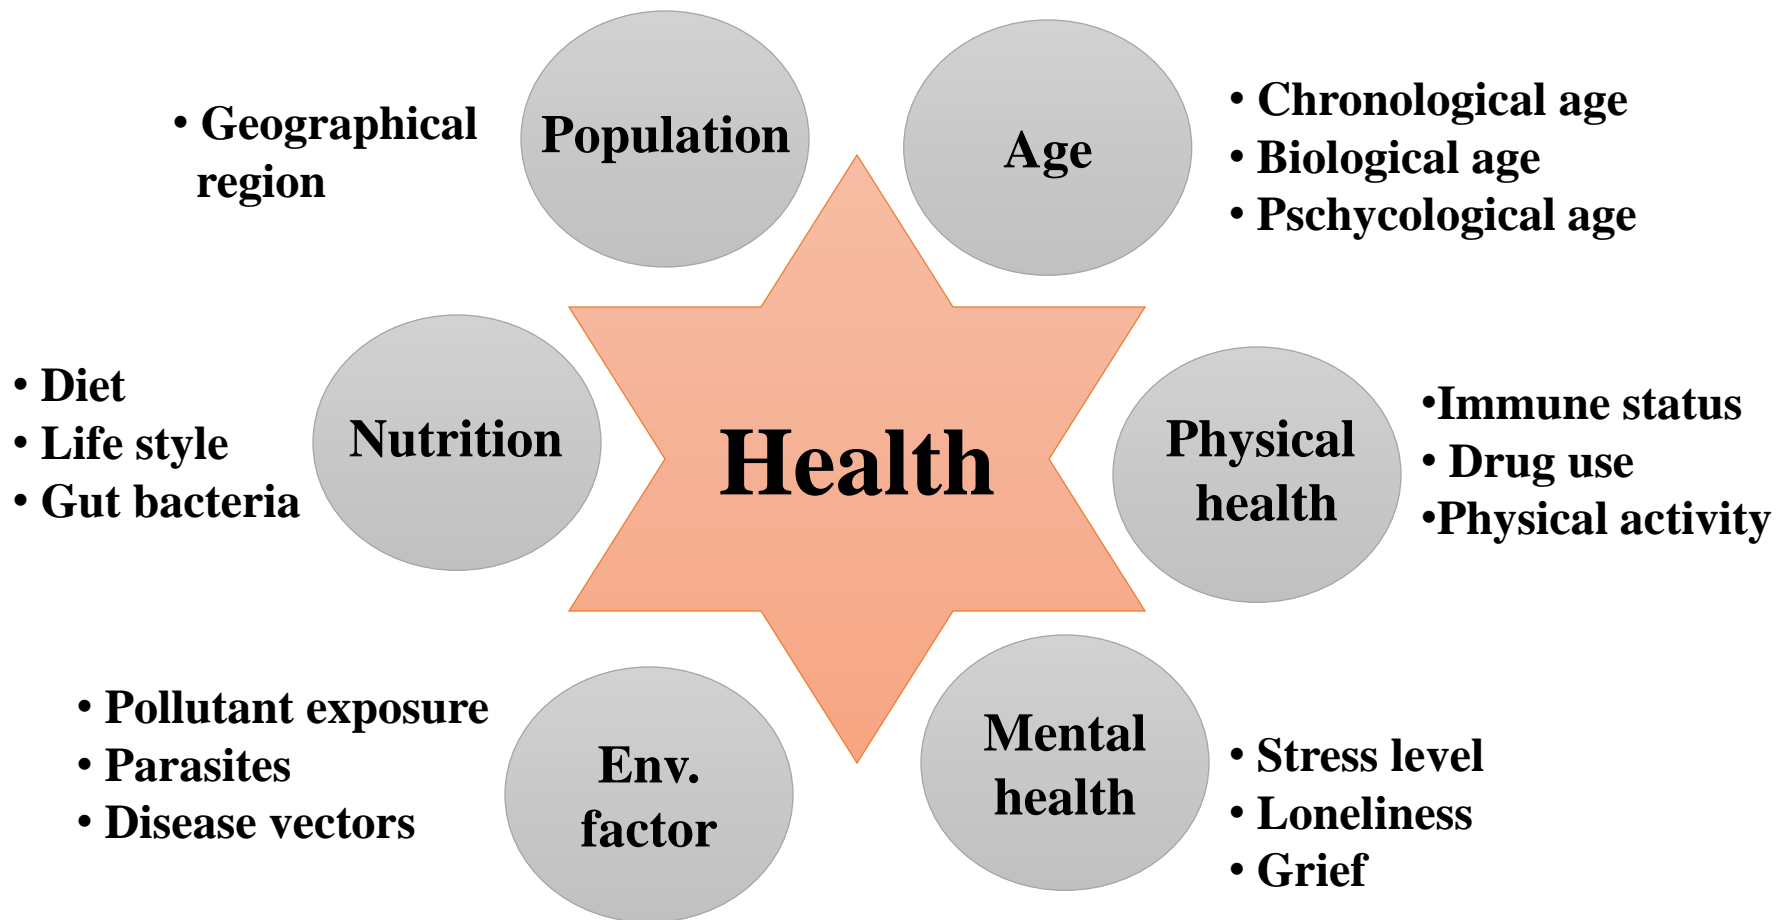 • Geographical
region
Population
Age
• Chronological age
• Biological age
• Pschycological age
• Diet
• Life style
• Gut bacteria
Nutrition
Health
Physical
health
•Immune status
• Drug use
•Physical activity
• Pollutant exposure
• Parasites
• Disease vectors
Env.
factor
Mental
health
• Stress level
• Loneliness
• Grief